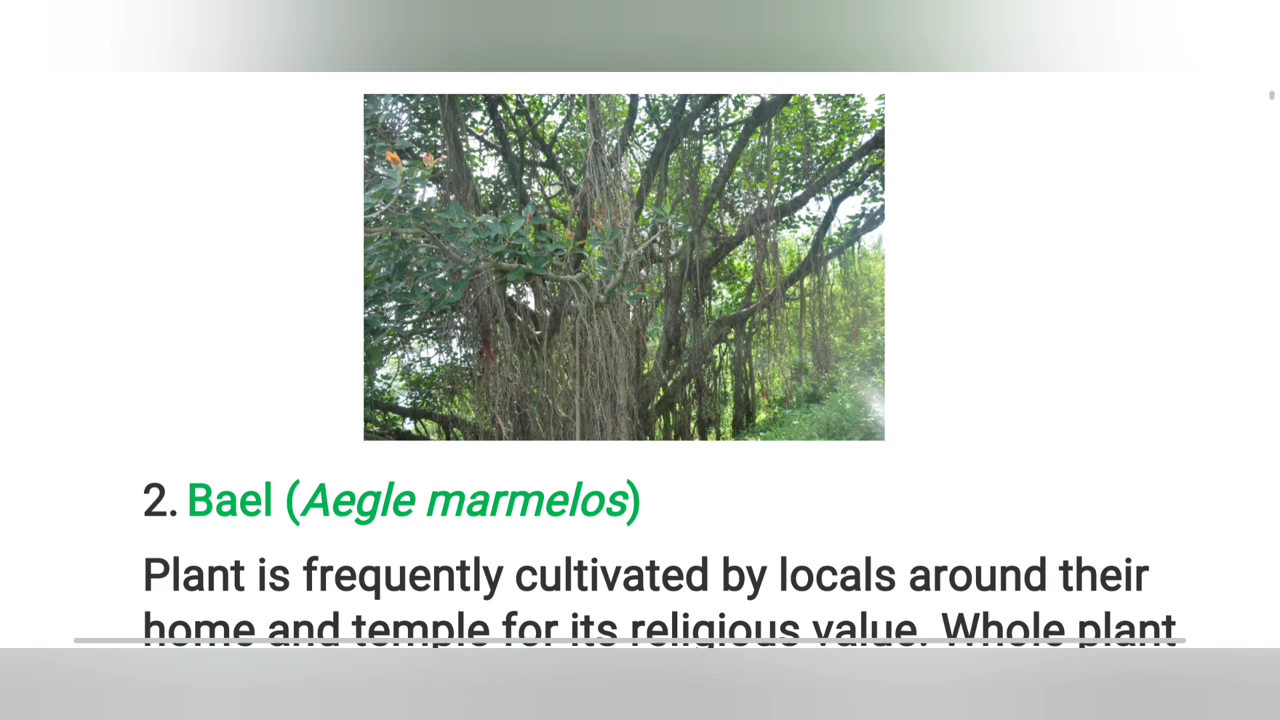 2. Bael (Aegle marmelos)
Plant is frequently cultivated by locals around their
home and temple for its religious value. Whole plant